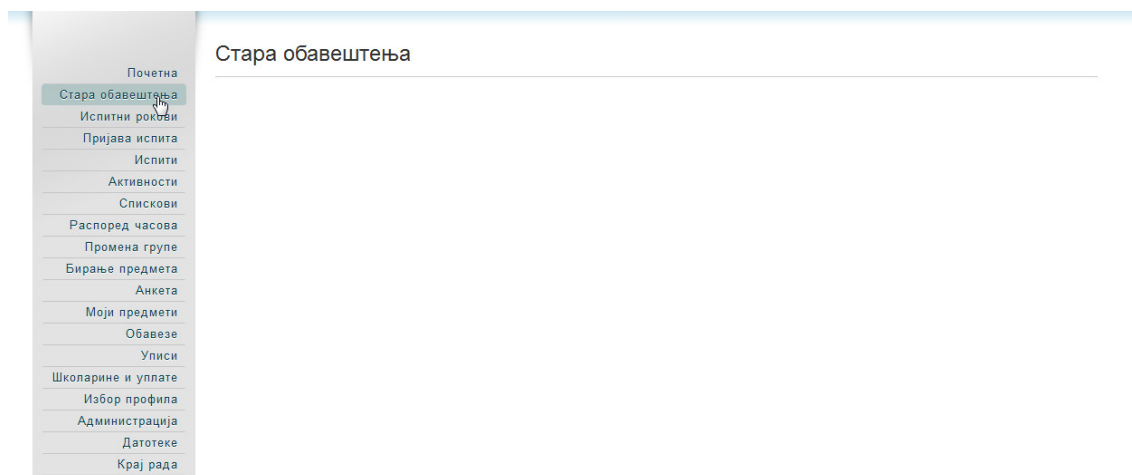 Стара обавештења
Почетна
Стара обавештења
Испитни рокови
Пријава испита
Испити
Активности
Спискови
Распоред часова
Промена групе
Бирање предмета
Анкета
Моји предмети
Обавезе
Уписи
Школарине и уплате
Избор профила
Администрација
Датотеке
Крај рада